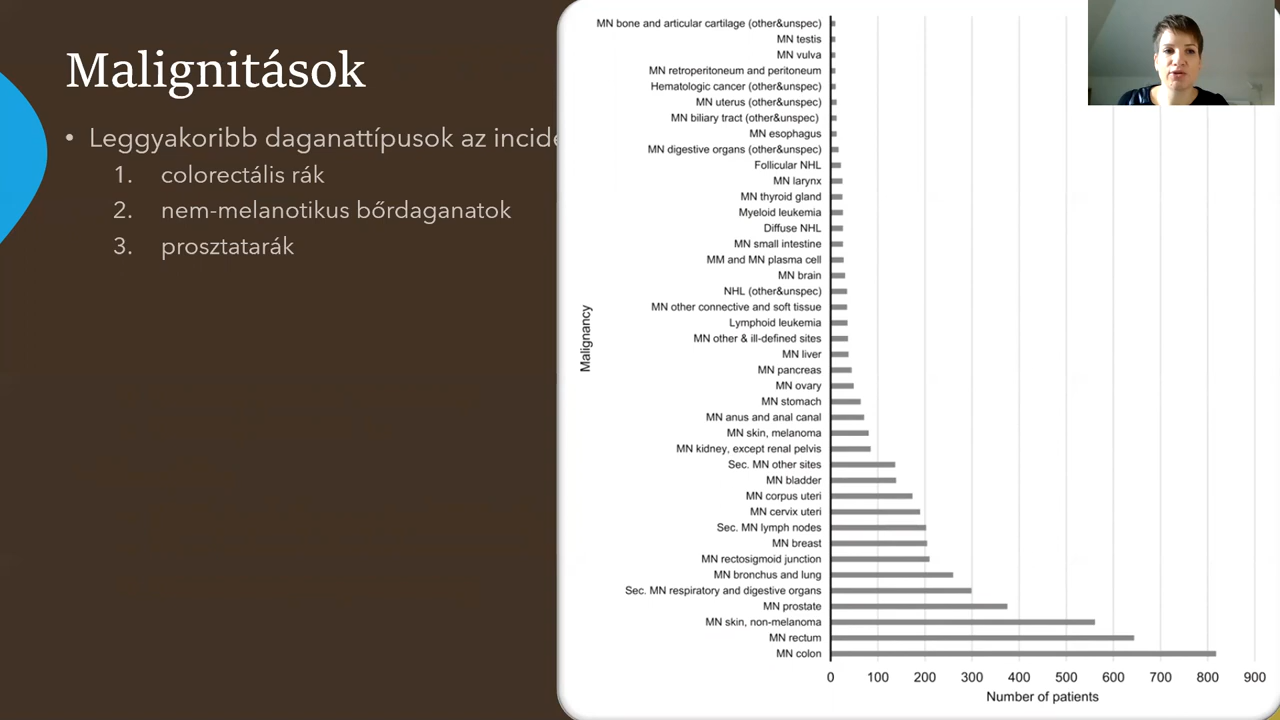 Malignitások
• Leggyakoribb daganattípusok az incide
1. colorectális rák
2. nem-melanotikus bőrdaganatok
3. prosztatarák
Malignancy
MN bone and articular cartilage (other&unspec)
MN testis
MN vulva
MN retroperitoneum and peritoneum
Hematologic cancer (other&unspec)
MN uterus (other&unspec)
MN biliary tract (other&unspec)
MN esophagus
MN digestive organs (other&unspec)
Follicular NHL
MN larynx
MN thyroid gland
Myeloid leukemia
Diffuse NHL
MN small intestine
MM and MN plasma cell
MN brain
NHL (other&unspec)
MN other connective and soft tissue
Lymphoid leukemia
MN other & ill-defined sites
MN liver
MN pancreas
MN ovary
MN stomach
MN anus and anal canal
MN skin, melanoma
MN kidney, except renal pelvis
Sec. MN other sites
MN bladder
MN corpus uteri
MN cervix uteri
Sec. MN lymph nodes
MN breast
MN rectosigmoid junction
MN bronchus and lung
Sec. MN respiratory and digestive organs
MN prostate
MN skin, non-melanoma
MN rectum
MN colon
0 100 200 300 400 500 600 700 800 900
Number of patients